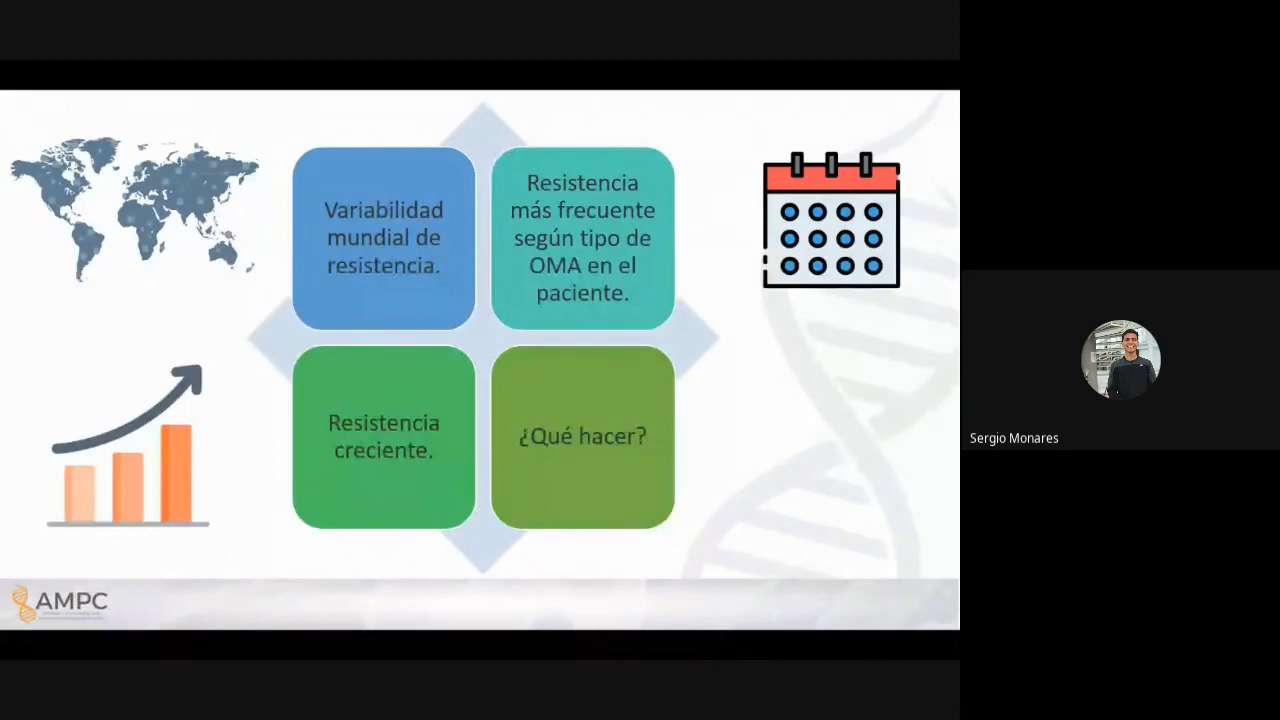 Variabilidad
mundial de
resistencia.
Resistencia
más frecuente
según tipo de
OMA en el
paciente.
Resistencia
creciente.
¿Qué hacer?
AMPC
Sergio Monares